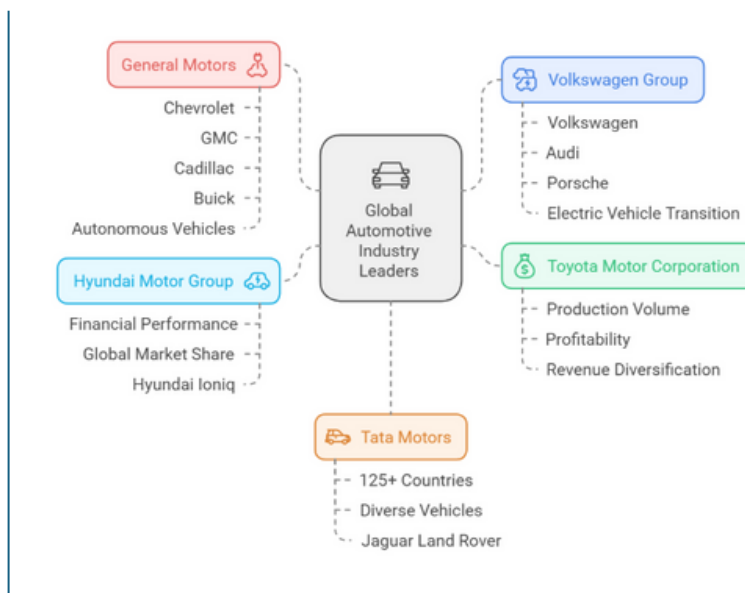 General Motors
Chevrolet
GMC
Cadillac
Buick
Autonomous Vehicles
Hyundai Motor Group
Financial Performance
Global Market Share
Hyundai Ioniq
Global
Automotive
Industry
Leaders
Volkswagen Group
Volkswagen
Audi
Porsche
Electric Vehicle Transition
Toyota Motor Corporation
Production Volume
Profitability
Revenue Diversification
Tata Motors
125+ Countries
Diverse Vehicles
Jaguar Land Rover